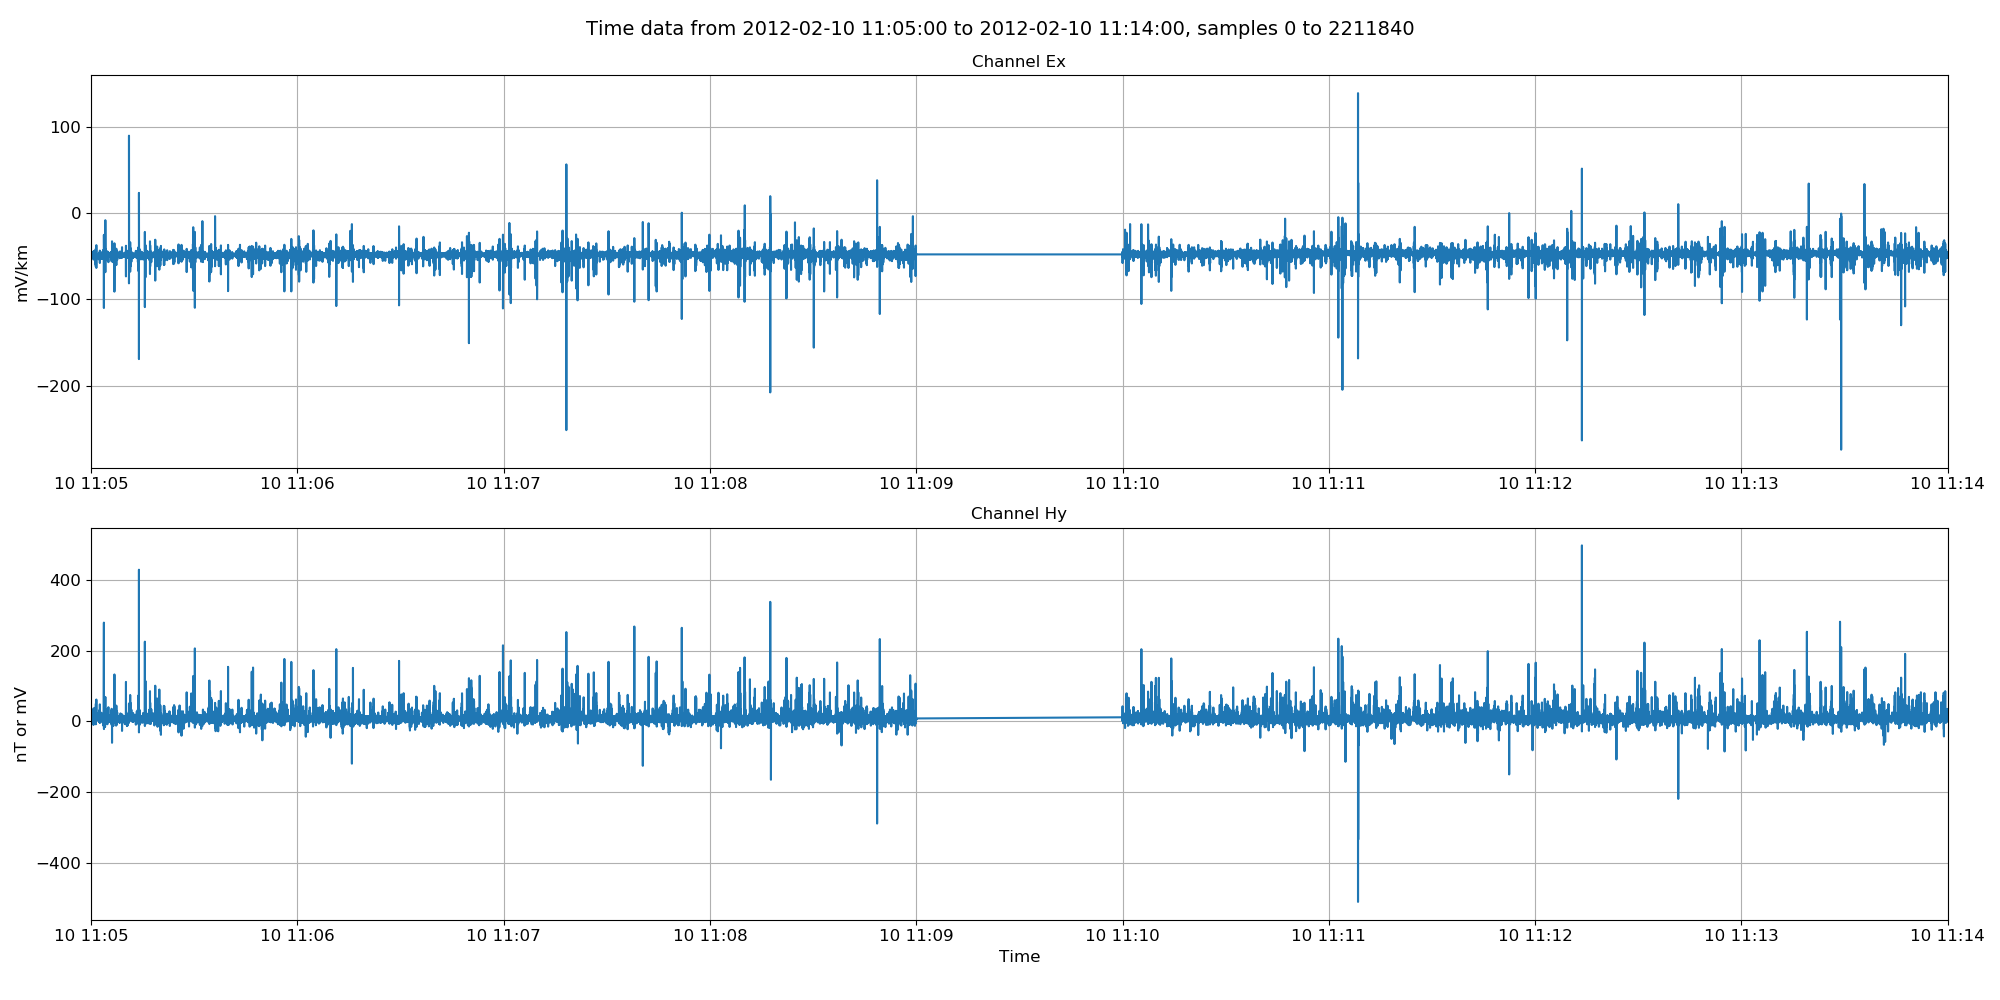 Time data from 2012-02-10 11:05:00 to 2012-02-10 11:14:00, samples 0 to 2211840
Channel Ex
100
0
−100
−200
mV/km
10 11:05 10 11:06 10 11:07 10 11:08 10 11:09 10 11:10 10 11:11 10 11:12 10 11:13 10 11:14
Channel Hy
400
200
0
−200
−400
nT or mV
10 11:05 10 11:06 10 11:07 10 11:08 10 11:09 10 11:10 10 11:11 10 11:12 10 11:13 10 11:14
Time